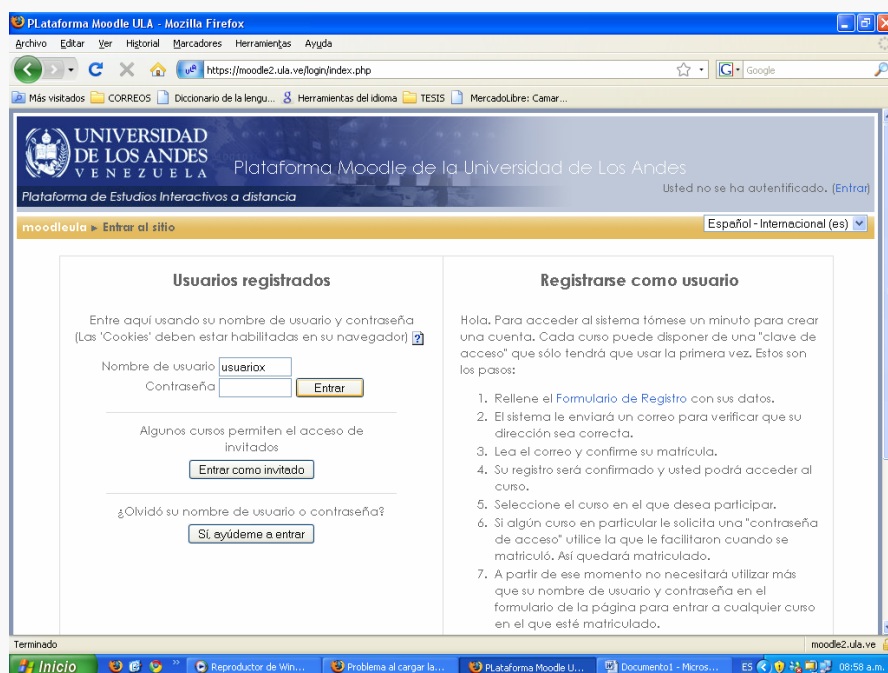 PLataforma Moodle ULA - Mozilla Firefox
Archivo Editar Ver Historial Marcadores Herramientas Ayuda
https://moodle2.ula.ve/login/index.php
Google
Más visitados CORREOS Diccionario de la lengu... Herramientas del idioma TESIS MercadoLibre: Camar...
UNIVERSIDAD
DE LOS ANDES
VENEZUELA
Plataforma Moodle de la Universidad de Los Andes
Plataforma de Estudios Interactivos a distancia
Usted no se ha autentificado. (Entrar)
moodleula ► Entrar al sitio
Español - Internacional (es)
Usuarios registrados
Entre aquí usando su nombre de usuario y contraseña
(Las 'Cookies' deben estar habilitadas en su navegador) ?
Nombre de usuario usuariox
Contraseña Entrar
Algunos cursos permiten el acceso de
invitados
Entrar como invitado
¿Olvidó su nombre de usuario o contraseña?
Sí, ayúdeme a entrar
Registrarse como usuario
Hola. Para acceder al sistema tómese un minuto para crear
una cuenta. Cada curso puede disponer de una "clave de
acceso" que sólo tendrá que usar la primera vez. Estos son
los pasos:
1. Rellene el Formulario de Registro con sus datos.
2. El sistema le enviará un correo para verificar que su
dirección sea correcta.
3. Lea el correo y confirme su matrícula.
4. Su registro será confirmado y usted podrá acceder al
curso.
5. Seleccione el curso en el que desea participar.
6. Si algún curso en particular le solicita una "contraseña
de acceso" utilice la que le facilitaron cuando se
matriculó. Así quedará matriculado.
7. A partir de ese momento no necesitará utilizar más
que su nombre de usuario y contraseña en el
formulario de la página para entrar a cualquier curso
en el que esté matriculado.
Terminado
moodle2.ula.ve
Inicio
Reproductor de Win...
Problema al cargar la...
PLataforma Moodle U...
Documento1 - Micros...
ES
08:58 a.m.